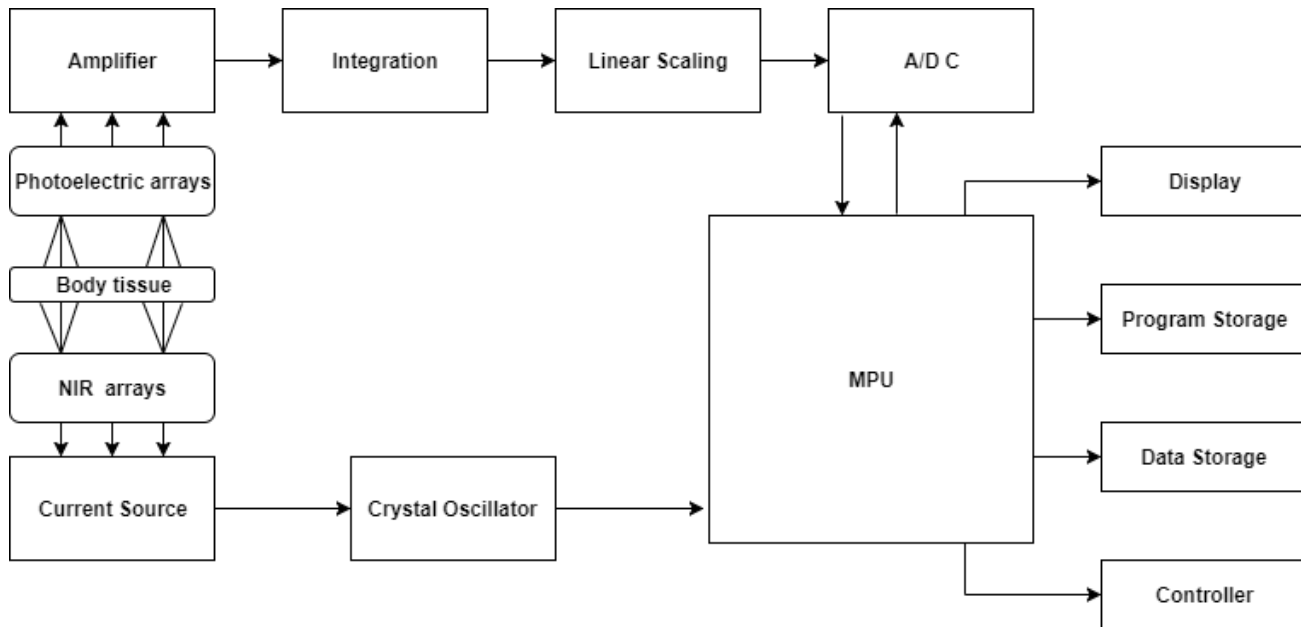 Amplifier
Integration
Linear Scaling
A/D C
Photoelectric arrays
Display
Body tissue
Program Storage
NIR arrays
MPU
Data Storage
Current Source
Crystal Oscillator
Controller